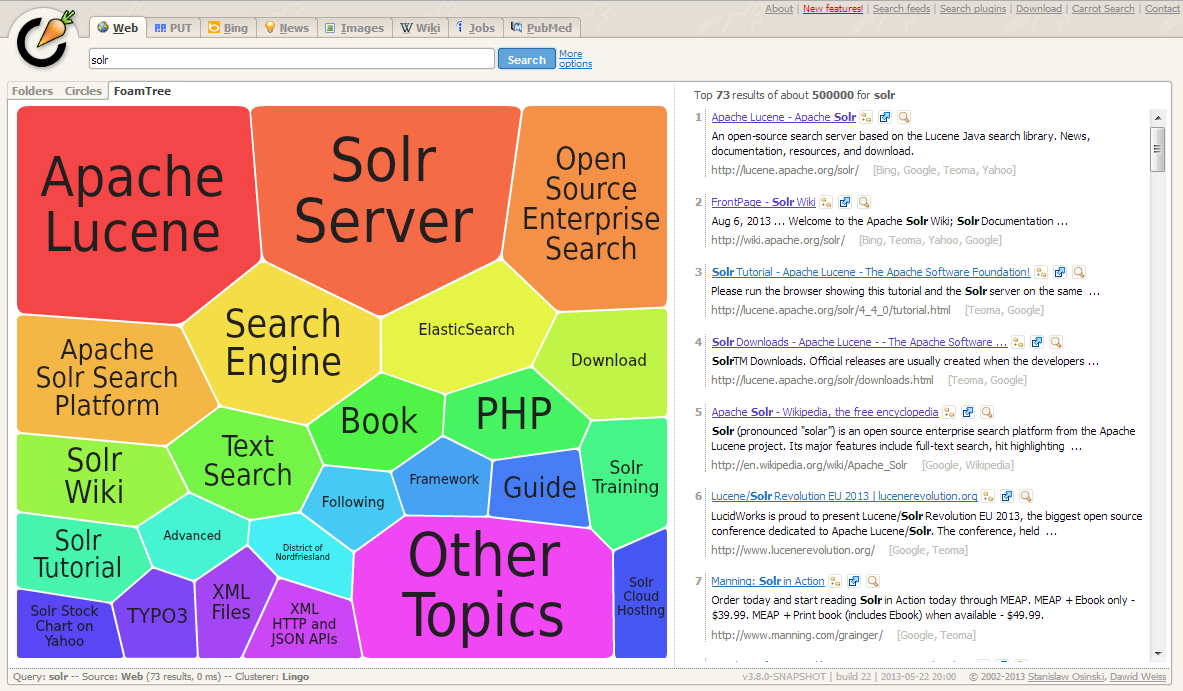 About | New features! | Search feeds | Search plugins | Download | Carrot Search | Contact
Web PUT Bing News Images Wiki Jobs PubMed
solr Search More options
Folders Circles FoamTree
Apache Lucene
Solr Server
Open Source Enterprise Search
Apache Solr Search Platform
Search Engine
ElasticSearch
Download
Book
PHP
Solr Wiki
Text Search
Following
Framework
Guide
Solr Training
Solr Tutorial
Advanced
District of Nordfriesland
Other Topics
Solr Cloud Hosting
Solr Stock Chart on Yahoo
TYPO3
XML Files
XML HTTP and JSON APIs
Top 73 results of about 500000 for solr
1 Apache Lucene - Apache Solr
An open-source search server based on the Lucene Java search library. News,
documentation, resources, and download.
http://lucene.apache.org/solr/ [Bing, Google, Teoma, Yahoo]
2 FrontPage - Solr Wiki
Aug 6, 2013 ... Welcome to the Apache Solr Wiki; Solr Documentation ...
http://wiki.apache.org/solr/ [Bing, Teoma, Yahoo, Google]
3 Solr Tutorial - Apache Lucene - The Apache Software Foundation!
Please run the browser showing this tutorial and the Solr server on the same ...
http://lucene.apache.org/solr/4_4_0/tutorial.html [Teoma, Google]
4 Solr Downloads - Apache Lucene - - The Apache Software ...
SolrTM Downloads. Official releases are usually created when the developers ...
http://lucene.apache.org/solr/downloads.html [Teoma, Google]
5 Apache Solr - Wikipedia, the free encyclopedia
Solr (pronounced "solar") is an open source enterprise search platform from the Apache
Lucene project. Its major features include full-text search, hit highlighting ...
http://en.wikipedia.org/wiki/Apache_Solr [Google, Wikipedia]
6 Lucene/Solr Revolution EU 2013 | lucenerevolution.org
LucidWorks is proud to present Lucene/Solr Revolution EU 2013, the biggest open source
conference dedicated to Apache Lucene/Solr. The conference, held ...
http://www.lucenerevolution.org/ [Google, Teoma]
7 Manning: Solr in Action
Order today and start reading Solr in Action today through MEAP. MEAP + Ebook only -
$39.99. MEAP + Print book (includes Ebook) when available - $49.99.
http://www.manning.com/grainger/ [Google, Teoma]
Query: solr -- Source: Web (73 results, 0 ms) -- Clusterer: Lingo
v3.8.0-SNAPSHOT | build 22 | 2013-05-22 20:00 © 2002-2013 Stanislaw Osinski, Dawid Weiss